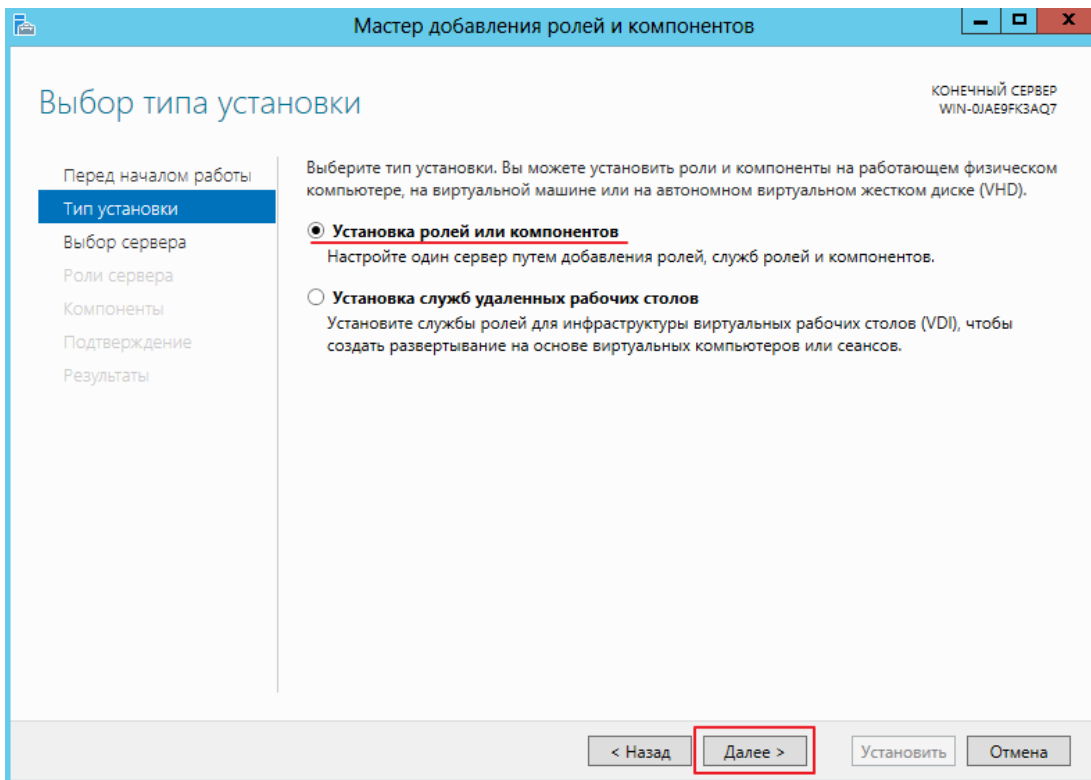 Мастер добавления ролей и компонентов
Выбор типа установки
КОНЕЧНЫЙ СЕРВЕР
WIN-0JAE9FK3AQ7
Перед началом работы
Тип установки
Выбор сервера
Роли сервера
Компоненты
Подтверждение
Результаты
Выберите тип установки. Вы можете установить роли и компоненты на работающем физическом
компьютере, на виртуальной машине или на автономном виртуальном жестком диске (VHD).
Установка ролей или компонентов
Настройте один сервер путем добавления ролей, служб ролей и компонентов.
Установка служб удаленных рабочих столов
Установите службы ролей для инфраструктуры виртуальных рабочих столов (VDI), чтобы
создать развертывание на основе виртуальных компьютеров или сеансов.
< Назад
Далее >
Установить
Отмена